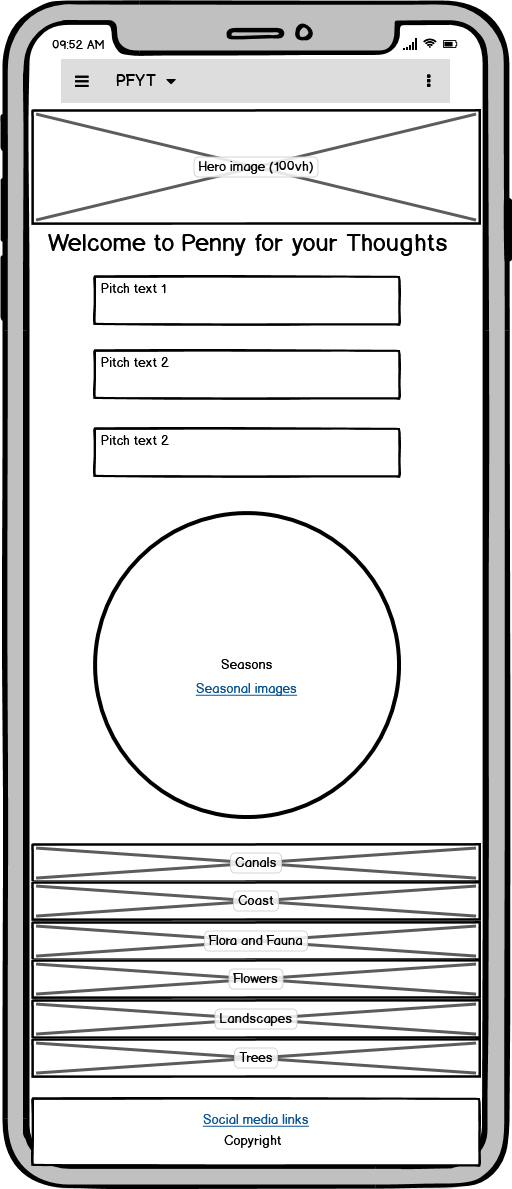 09:52 AM
PFYT
Hero image (100vh)
Welcome to Penny for your Thoughts
Pitch text 1
Pitch text 2
Pitch text 2
Seasons
Seasonal images
Canals
Coast
Flora and Fauna
Flowers
Landscapes
Trees
Social media links
Copyright